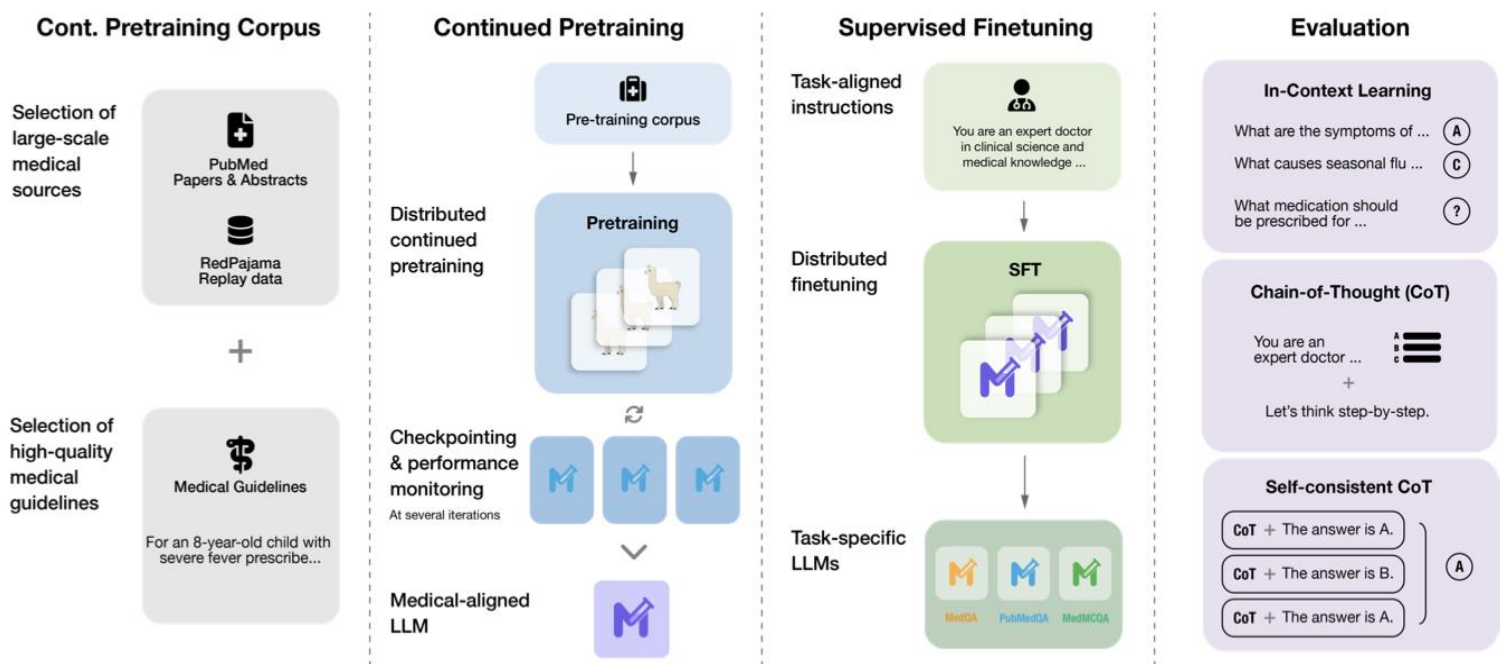 Cont. Pretraining Corpus
Selection of
large-scale
medical
sources
PubMed
Papers & Abstracts
RedPajama
Replay data
+
Selection of
high-quality
medical
guidelines
Medical Guidelines
For an 8-year-old child with
severe fever prescribe...
Continued Pretraining
Pre-training corpus
Distributed
continued
pretraining
Pretraining
Checkpointing
& performance
monitoring
At several iterations
M M M
Medical-aligned
LLM
M
Supervised Finetuning
Task-aligned
instructions
You are an expert doctor
in clinical science and
medical knowledge ...
Distributed
finetuning
SFT
M M M
Task-specific
LLMs
M M M
MedQA PubMedQA MedMCQA
Evaluation
In-Context Learning
What are the symptoms of ... A
What causes seasonal flu ... C
What medication should
be prescribed for ... ?
Chain-of-Thought (CoT)
You are an
expert doctor ...
A
B
C
+
Let's think step-by-step.
Self-consistent CoT
CoT + The answer is A.
CoT + The answer is B.
CoT + The answer is A.
A